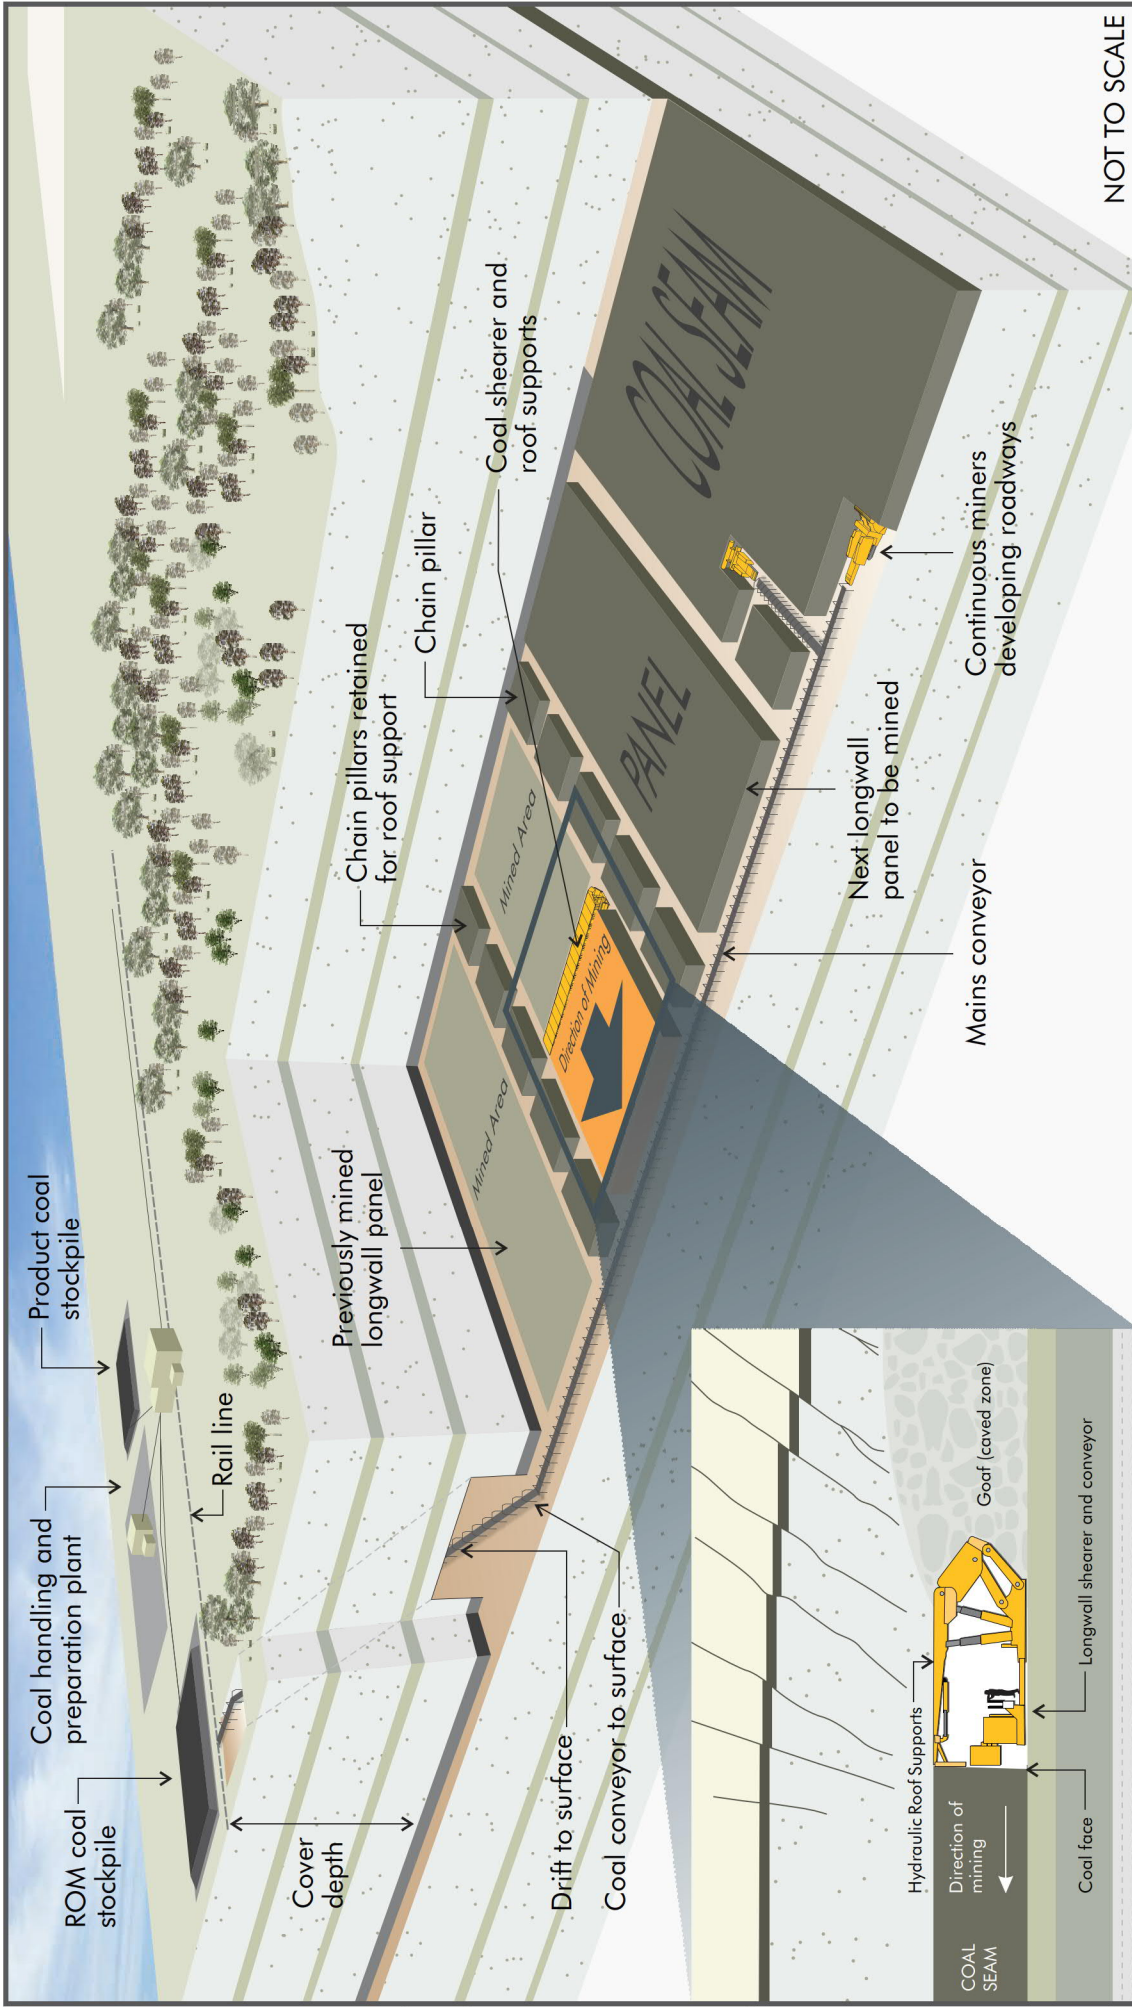 Product coal
stockpile
Coal handling and
preparation plant
ROM coal
stockpile
Rail line
Cover
depth
Previously mined
longwall panel
Chain pillars retained
for roof support
Chain pillar
Coal shearer and
roof supports
Drift to surface
Coal conveyor to surface
Mined Area
Mined Area
Direction of Mining
PANEL
COAL SEAM
Mains conveyor
Next longwall
panel to be mined
Continuous miners
developing roadways
Hydraulic Roof Supports
Goaf (caved zone)
Direction of
mining
COAL
SEAM
Coal face
Longwall shearer and conveyor
NOT TO SCALE